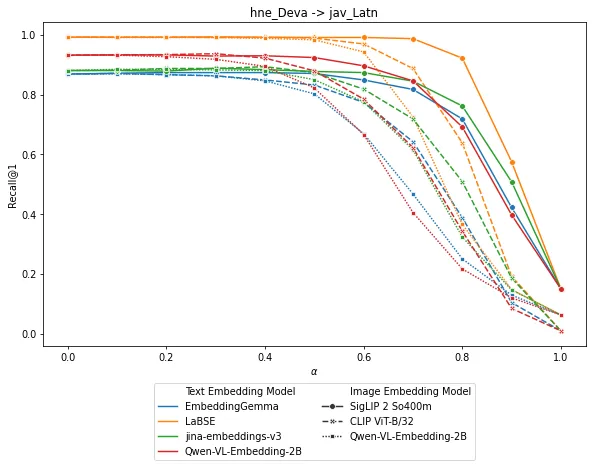 hne_Deva -> jav_Latn
1.0
0.8
0.6
0.4
0.2
0.0
Recall@1
0.0 0.2 0.4 0.6 0.8 1.0
α
Text Embedding Model
EmbeddingGemma
LaBSE
jina-embeddings-v3
Qwen-VL-Embedding-2B
Image Embedding Model
SigLIP 2 So400m
CLIP ViT-B/32
Qwen-VL-Embedding-2B